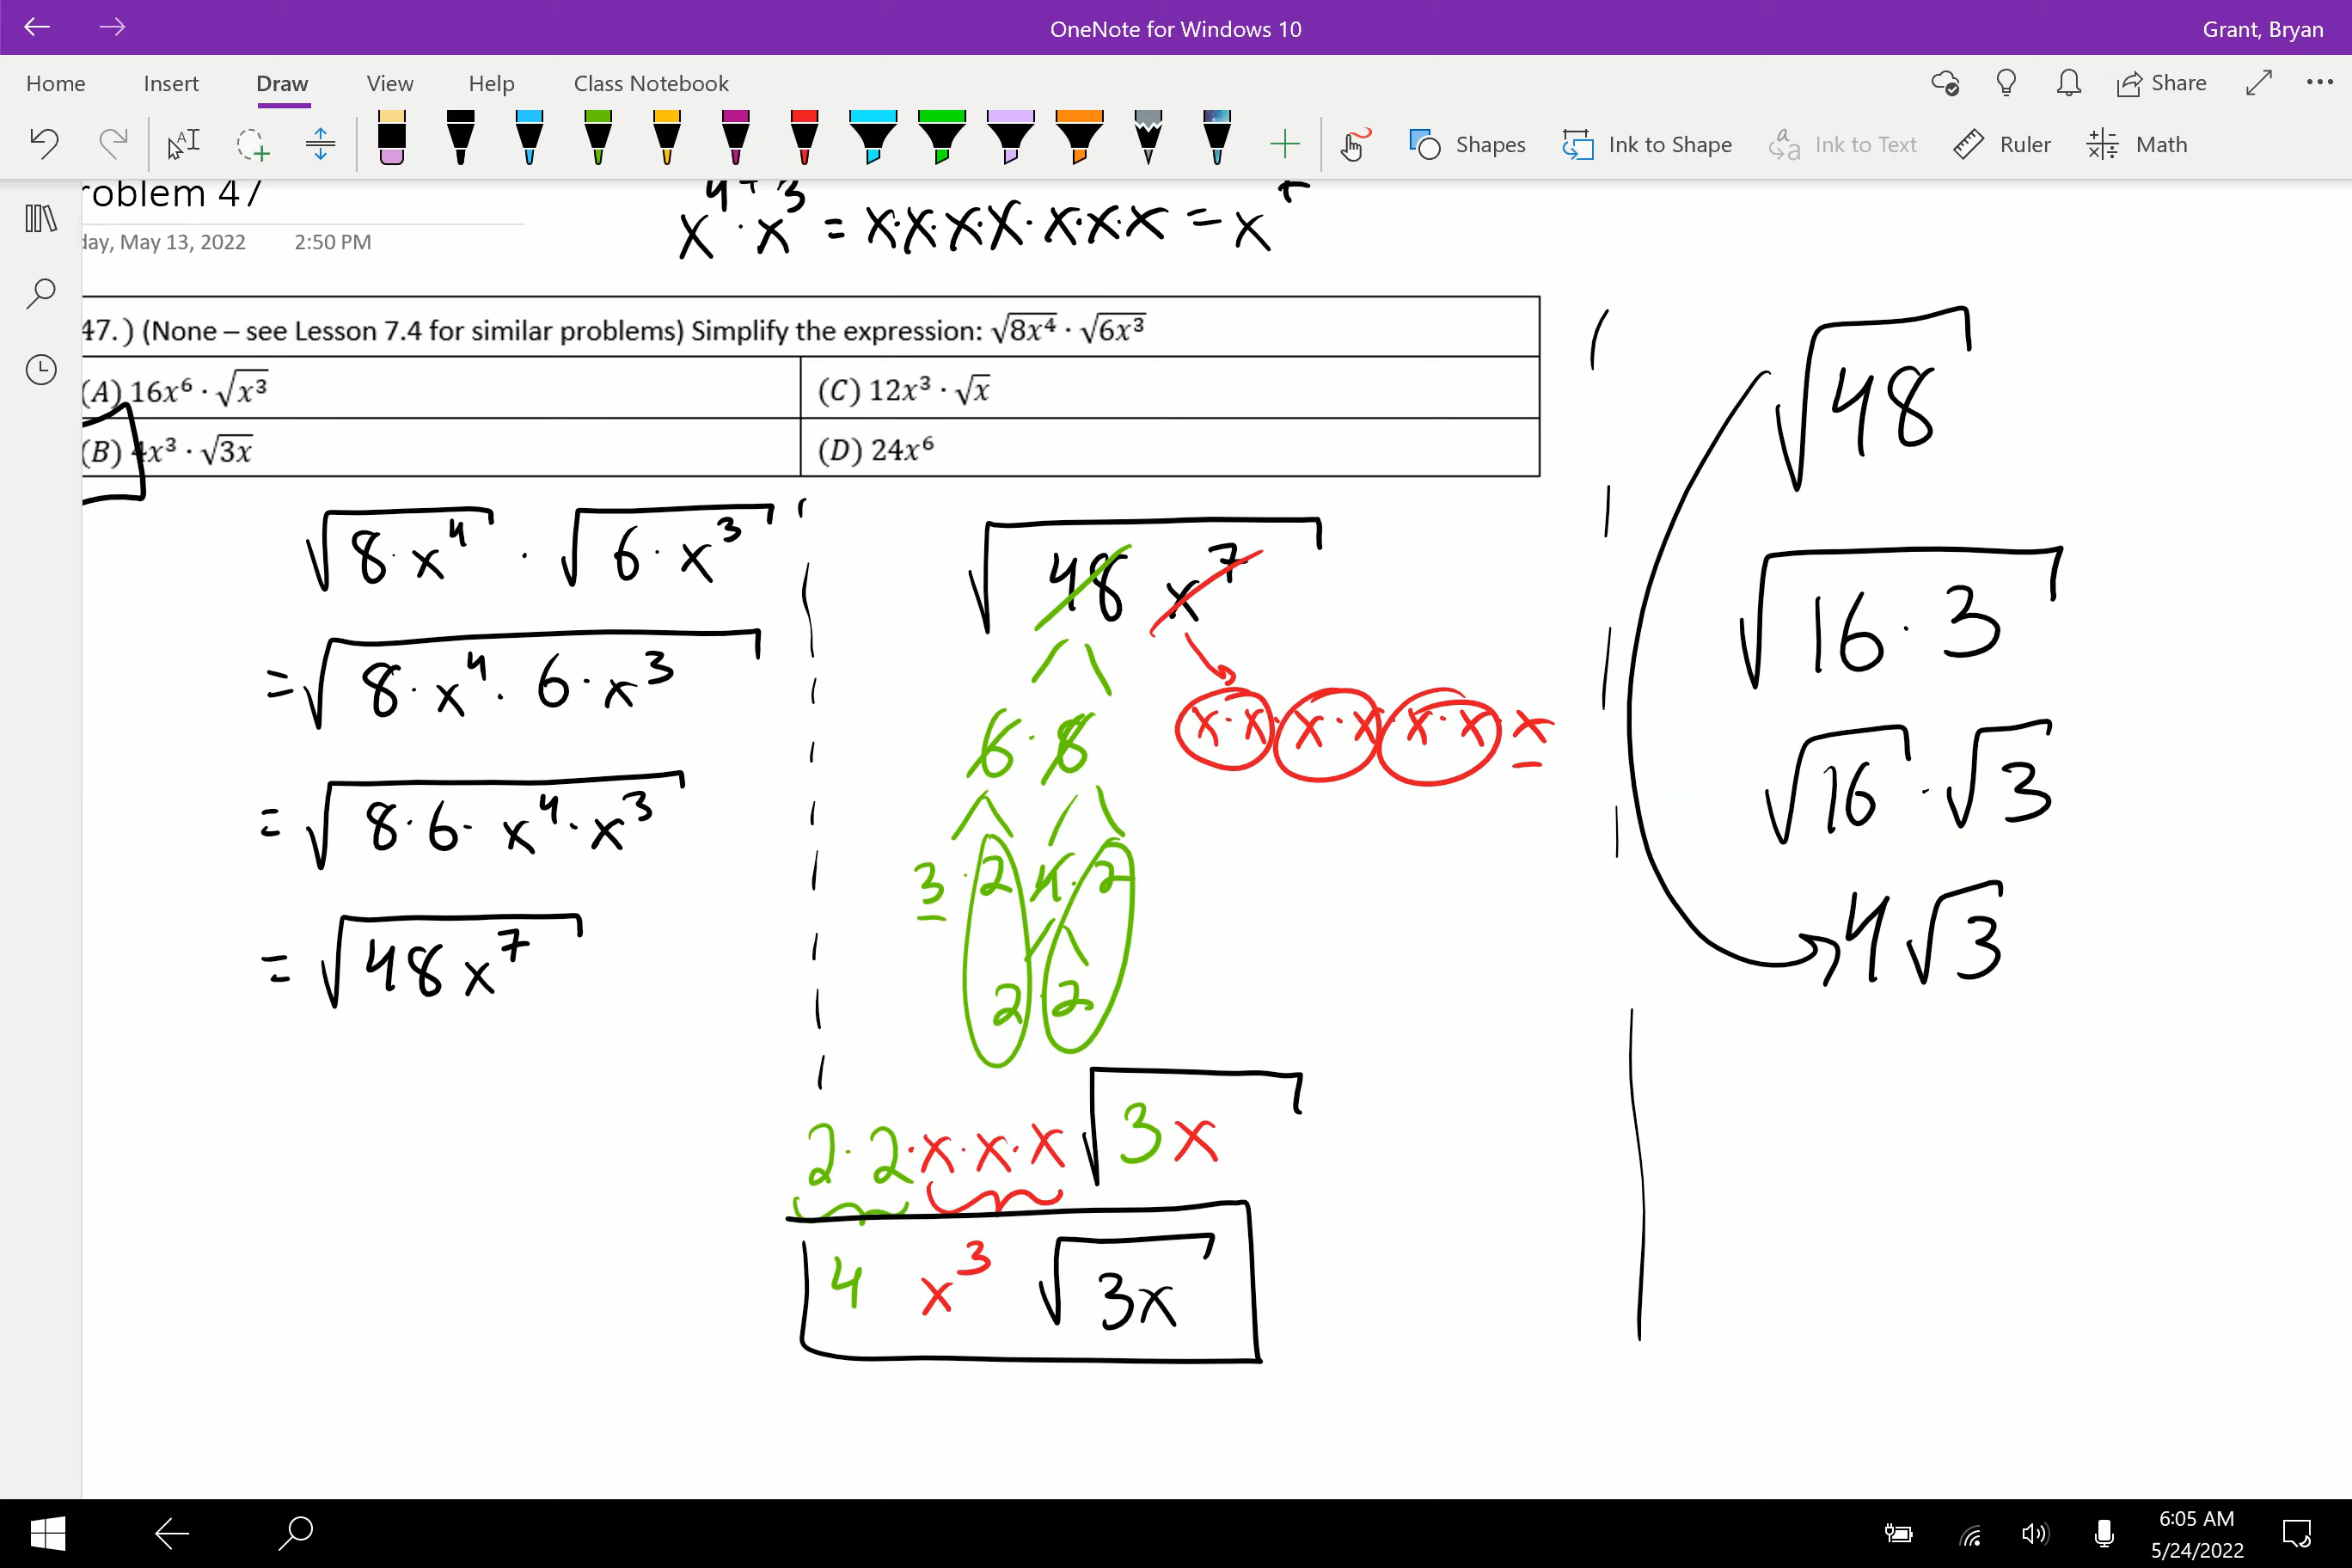 OneNote for Windows 10
Grant, Bryan
Home Insert Draw View Help Class Notebook
Share
Shapes Ink to Shape Ink to Text Ruler Math
roblem 47
day, May 13, 2022 2:50 PM
x⁴⁺ · x³ = x·x·x·x·x·x·x = x
47.) (None – see Lesson 7.4 for similar problems) Simplify the expression: √(8x⁴) · √(6x³)
(A) 16x⁶ · √(x³)
(C) 12x³ · √x
(B) 4x³ · √(3x)
(D) 24x⁶
√(8·x⁴) · √(6·x³)
= √(8·x⁴·6·x³)
= √(8·6·x⁴·x³)
= √(48x⁷)
√(48 x⁷)
x·x·x·x·x·x·x
6·8
3·2 4·2
2·2
2·2·x·x·x √(3x)
4 x³ √(3x)
√48
√(16·3)
√16 · √3
4√3
6:05 AM
5/24/2022